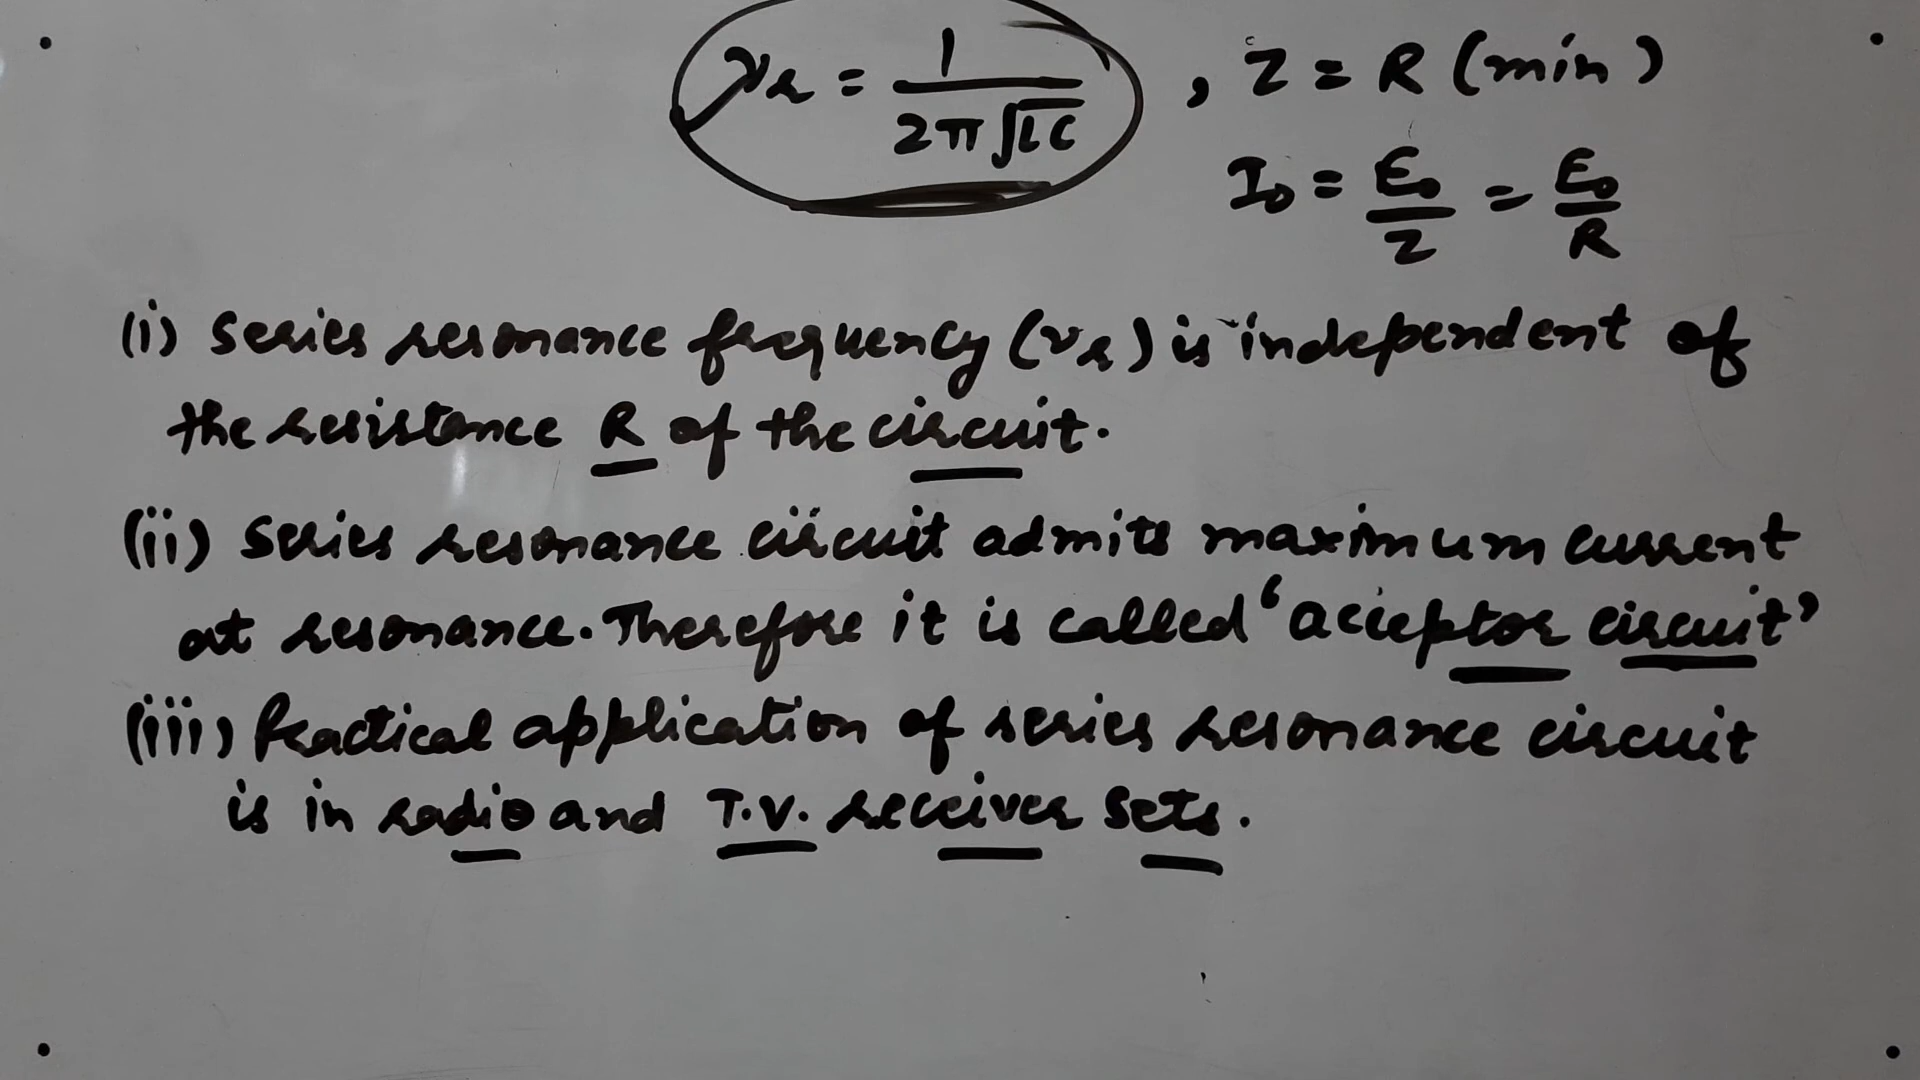 νr = 1/2π√LC , Z = R (min)
I₀ = E₀/Z = E₀/R
(i) Series resonance frequency (νr) is independent of
the resistance R of the circuit.
(ii) Series resonance circuit admits maximum current
at resonance. Therefore it is called 'acceptor circuit'
(iii) Practical application of series resonance circuit
is in radio and T.V. receiver sets.